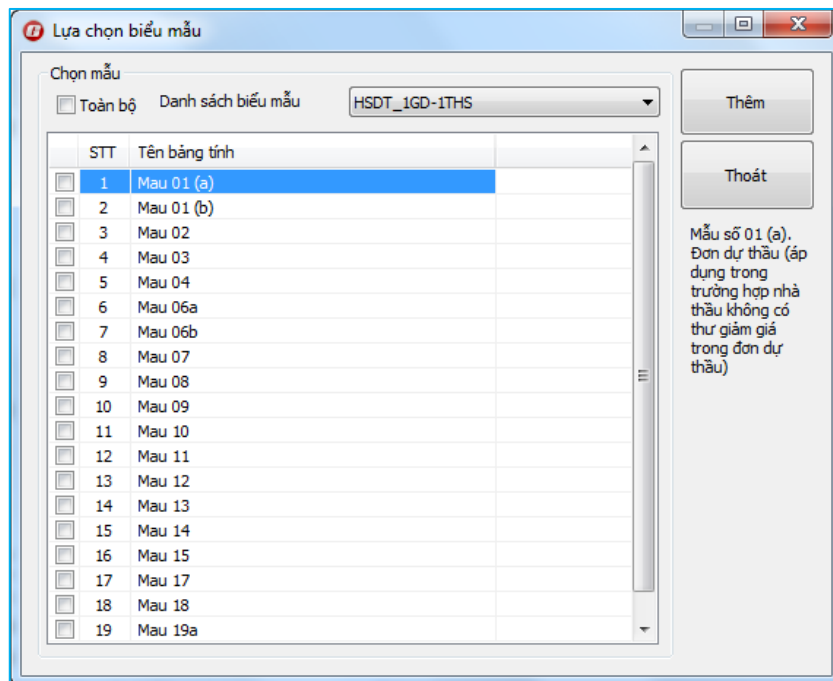 Lựa chọn biểu mẫu
Chọn mẫu
Toàn bộ Danh sách biểu mẫu HSDT_1GD-1THS
Thêm
Thoát
STT Tên bảng tính
1 Mau 01 (a)
2 Mau 01 (b)
3 Mau 02
4 Mau 03
5 Mau 04
6 Mau 06a
7 Mau 06b
8 Mau 07
9 Mau 08
10 Mau 09
11 Mau 10
12 Mau 11
13 Mau 12
14 Mau 13
15 Mau 14
16 Mau 15
17 Mau 17
18 Mau 18
19 Mau 19a
Mẫu số 01 (a).
Đơn dự thầu (áp
dụng trong
trường hợp nhà
thầu không có
thư giảm giá
trong đơn dự
thầu)